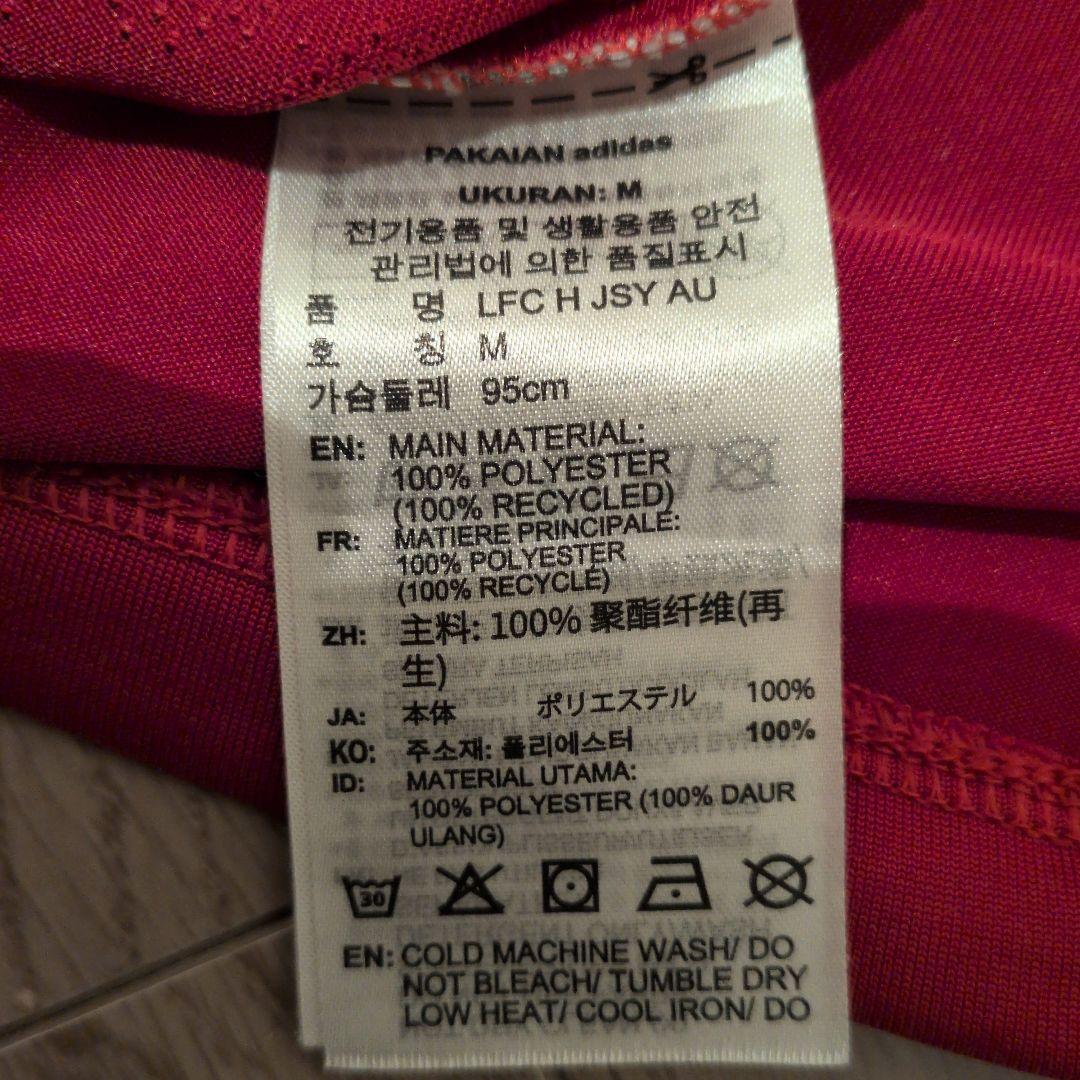 PAKAIAN adidas
UKURAN: M
전기용품 및 생활용품 안전
관리법에 의한 품질표시
품 명 LFC H JSY AU
호 칭 M
가슴둘레 95cm
EN: MAIN MATERIAL:
100% POLYESTER
(100% RECYCLED)
FR: MATIERE PRINCIPALE:
100% POLYESTER
(100% RECYCLÉ)
ZH: 主料: 100% 聚酯纤维(再
生)
JA: 本体 ポリエステル 100%
KO: 주소재: 폴리에스터 100%
ID: MATERIAL UTAMA:
100% POLYESTER (100% DAUR
ULANG)
30
EN: COLD MACHINE WASH/ DO
NOT BLEACH/ TUMBLE DRY
LOW HEAT/ COOL IRON/ DO